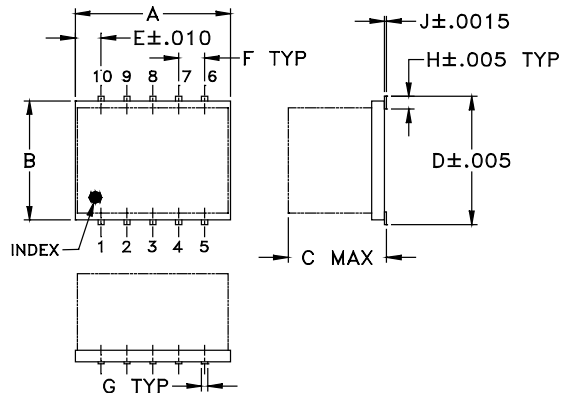 A
E±.010
F TYP
10 9 8 7 6
B
INDEX
1 2 3 4 5
G TYP
J±.0015
H±.005 TYP
D±.005
C MAX